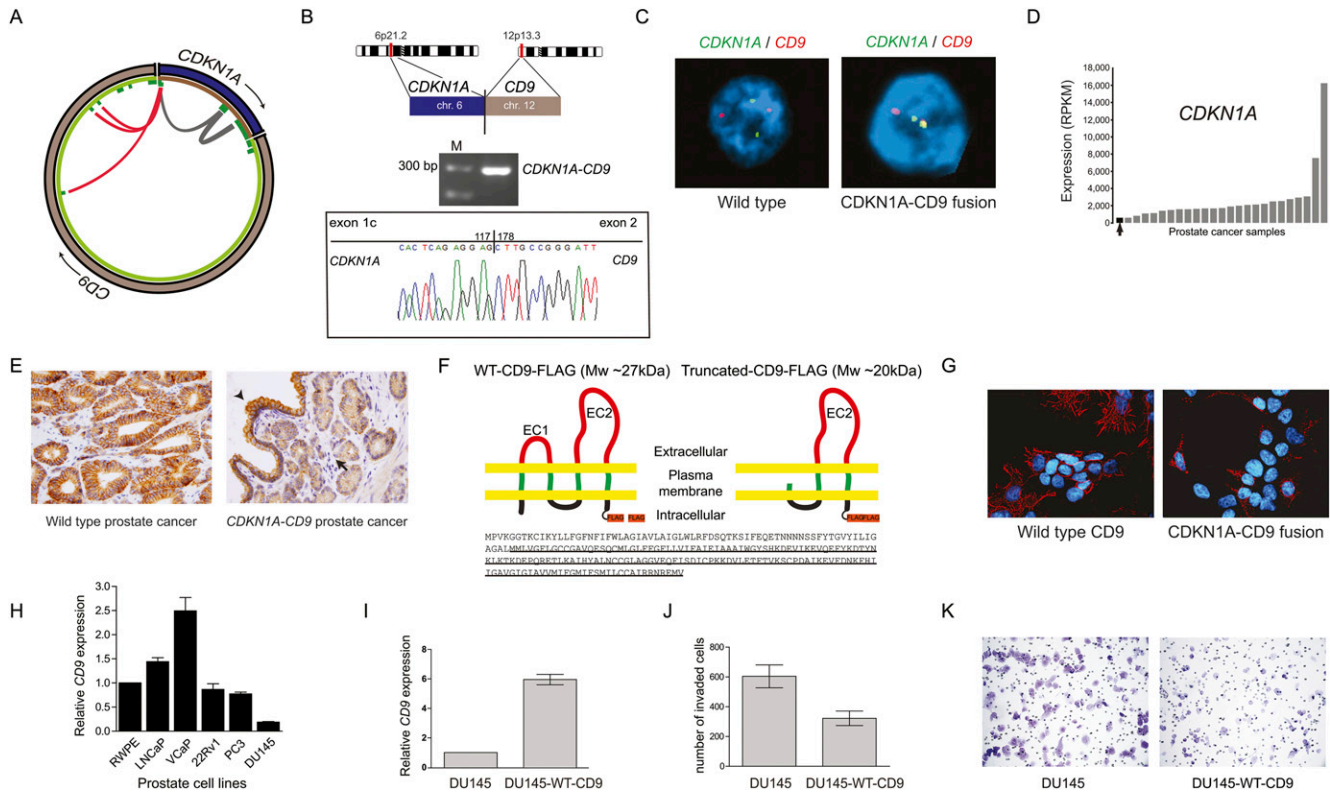 A
CDKN1A
CD9
B
6p21.2
12p13.3
CDKN1A
CD9
chr. 6
chr. 12
M
300 bp
CDKN1A-CD9
exon 1c
exon 2
117 178
CACTCAGAGGAGCTTGCCGGGATT
CDKN1A
CD9
C
CDKN1A / CD9
CDKN1A / CD9
Wild type
CDKN1A-CD9 fusion
D
Expression (RPKM)
18,000
16,000
14,000
12,000
10,000
8,000
6,000
4,000
2,000
0
CDKN1A
Prostate cancer samples
E
Wild type prostate cancer
CDKN1A-CD9 prostate cancer
F
WT-CD9-FLAG (Mw ~27kDa)
Truncated-CD9-FLAG (Mw ~20kDa)
EC1
EC2
EC2
Extracellular
Plasma
membrane
Intracellular
FLAG FLAG
FLAGFLAG
MPVKGGTKCIKYLLFGFNFIFWLAGIAVLAIGLWLRFDSQTKSIFEQETNNNNSSFYTGVYILIG
AGALMMLVGFLGCCGAVQESQCMLGLFFGFLLVIFAIEIAAAIWGYSHKDEVIKEVQEFYKDTYN
KLKTKDEPQRETLKAIHYALNCCGLAGGVEQFISDICPKKDVLETFTVKSCPDAIKEVFDNKFHI
IGAVGIGIAVVMIFGMIFSMILCCAIRRNREMV
G
Wild type CD9
CDKN1A-CD9 fusion
H
Relative CD9 expression
3.0
2.5
2.0
1.5
1.0
0.5
0.0
RWPE
LNCaP
VCaP
22Rv1
PC3
DU145
Prostate cell lines
I
Relative CD9 expression
8
6
4
2
0
DU145
DU145-WT-CD9
J
number of invaded cells
800
600
400
200
0
DU145
DU145-WT-CD9
K
DU145
DU145-WT-CD9